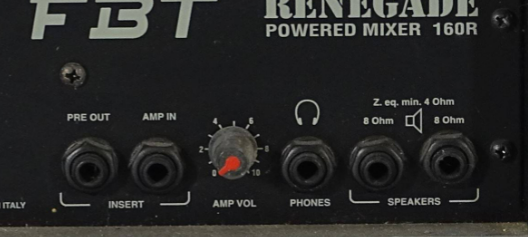 FBT
RENEGADE
POWERED MIXER 160R
PRE OUT
AMP IN
Z. eq. min. 4 Ohm
8 Ohm
8 Ohm
4
6
2
8
0
10
ITALY
INSERT
AMP VOL
PHONES
SPEAKERS